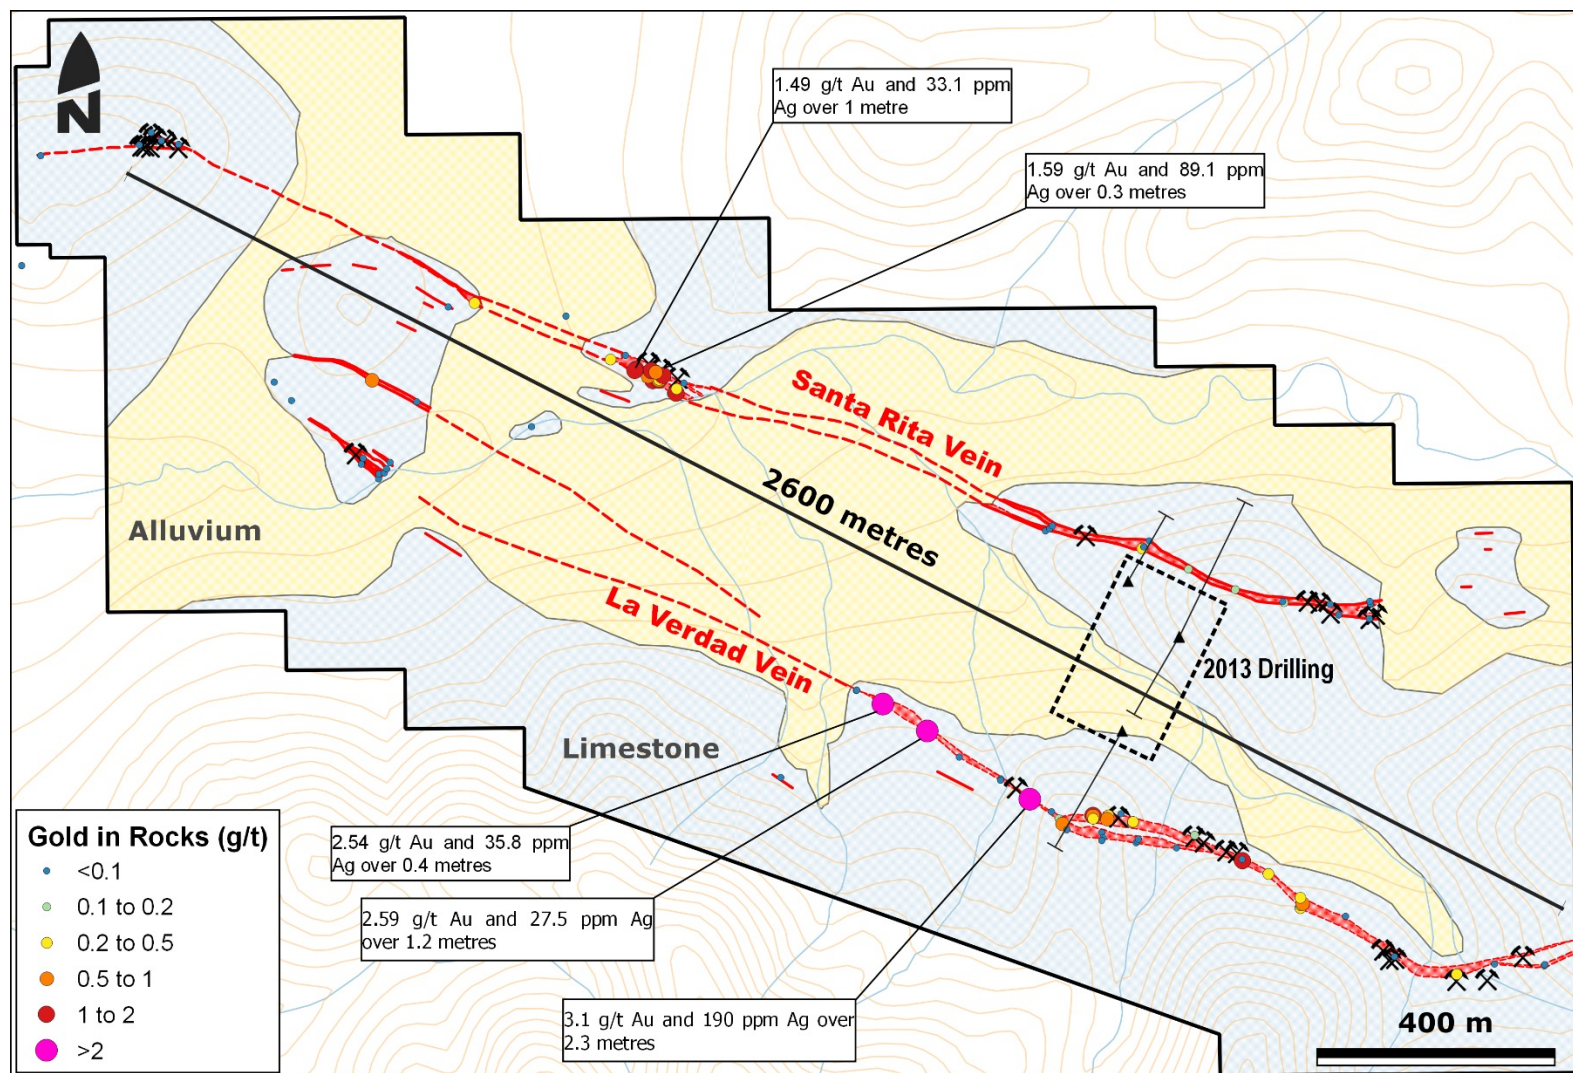 N
1.49 g/t Au and 33.1 ppm
Ag over 1 metre
1.59 g/t Au and 89.1 ppm
Ag over 0.3 metres
Santa Rita Vein
2600 metres
Alluvium
La Verdad Vein
2013 Drilling
Limestone
2.54 g/t Au and 35.8 ppm
Ag over 0.4 metres
2.59 g/t Au and 27.5 ppm Ag
over 1.2 metres
3.1 g/t Au and 190 ppm Ag over
2.3 metres
Gold in Rocks (g/t)
<0.1
0.1 to 0.2
0.2 to 0.5
0.5 to 1
1 to 2
>2
400 m